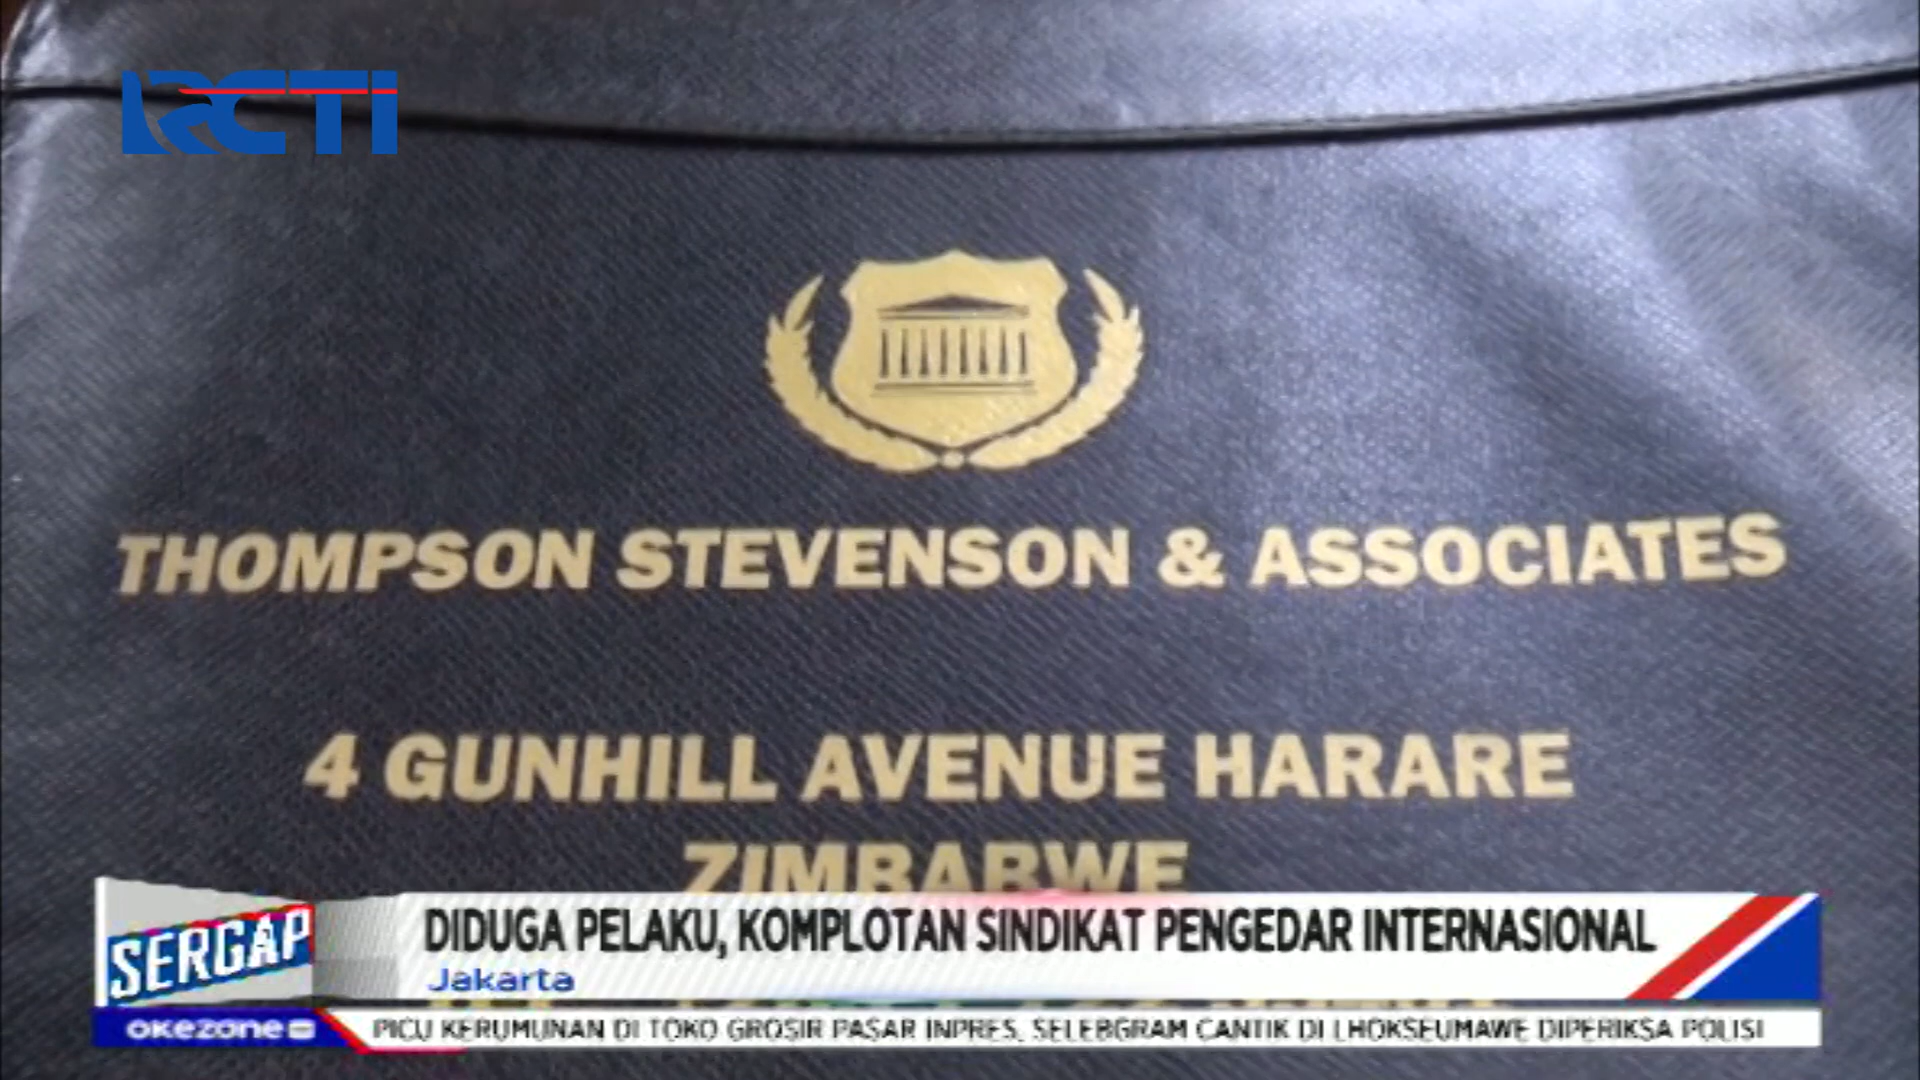 RCTI
THOMPSON STEVENSON & ASSOCIATES
4 GUNHILL AVENUE HARARE
ZIMBABWE
SERGAP
DIDUGA PELAKU, KOMPLOTAN SINDIKAT PENGEDAR INTERNASIONAL
Jakarta
okezone
PICU KERUMUNAN DI TOKO GROSIR PASAR INPRES, SELEBGRAM CANTIK DI LHOKSEUMAWE DIPERIKSA POLISI